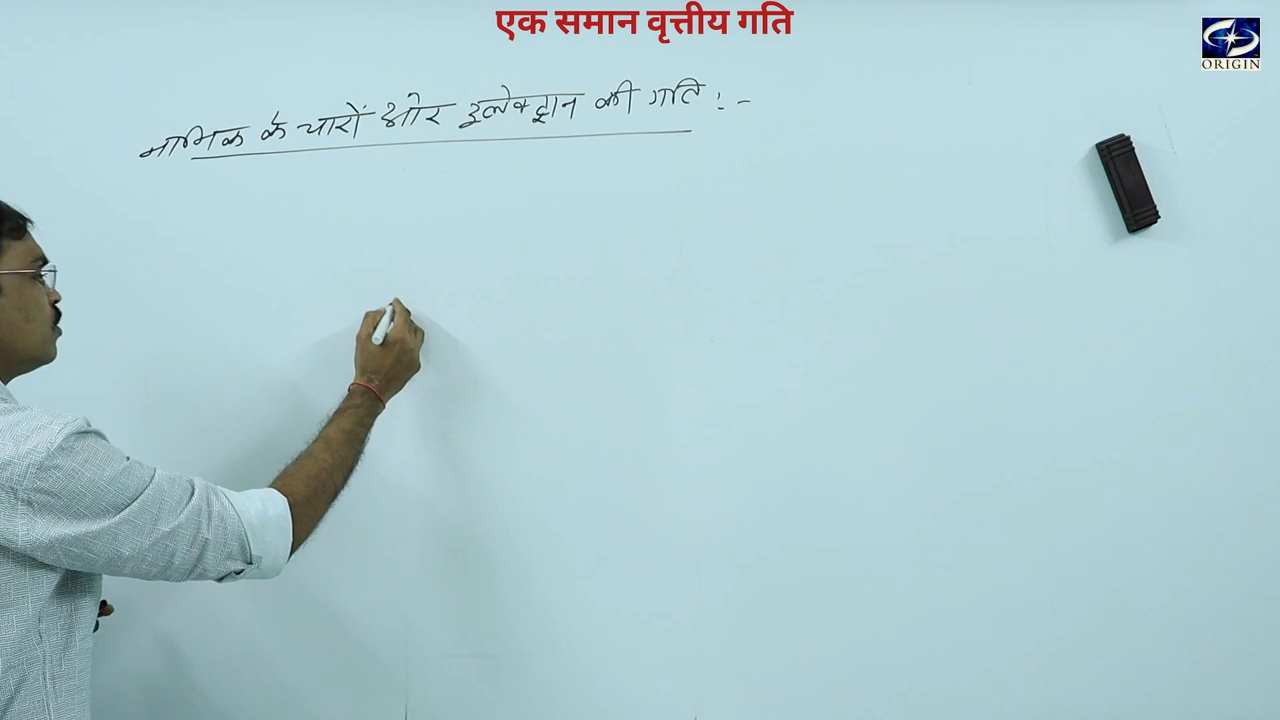 एक समान वृत्तीय गति
ORIGIN
नाभिक के चारों ओर इलेक्ट्रान की गति :-